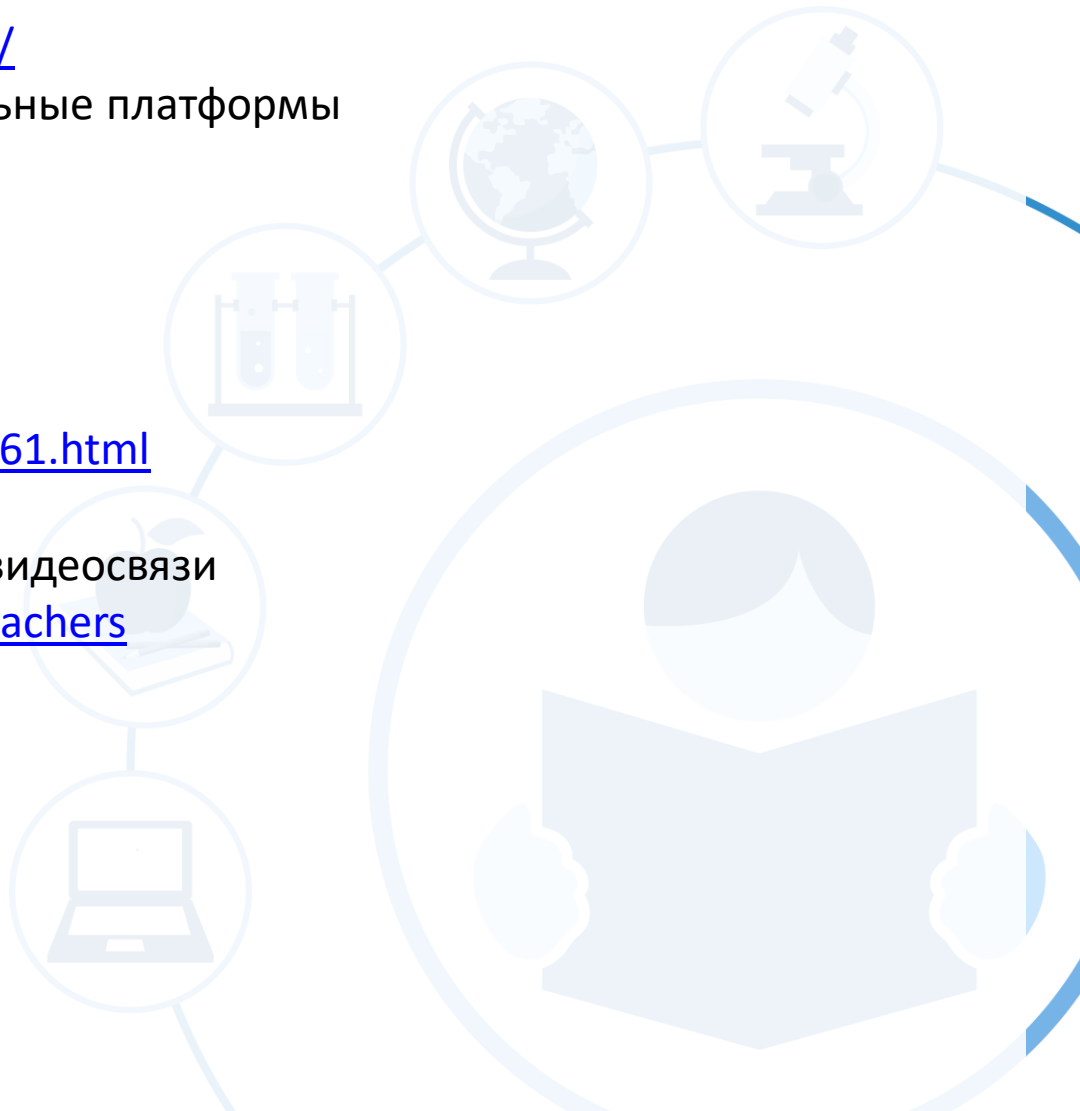 /
ьные платформы
61.html
видеосвязи
achers